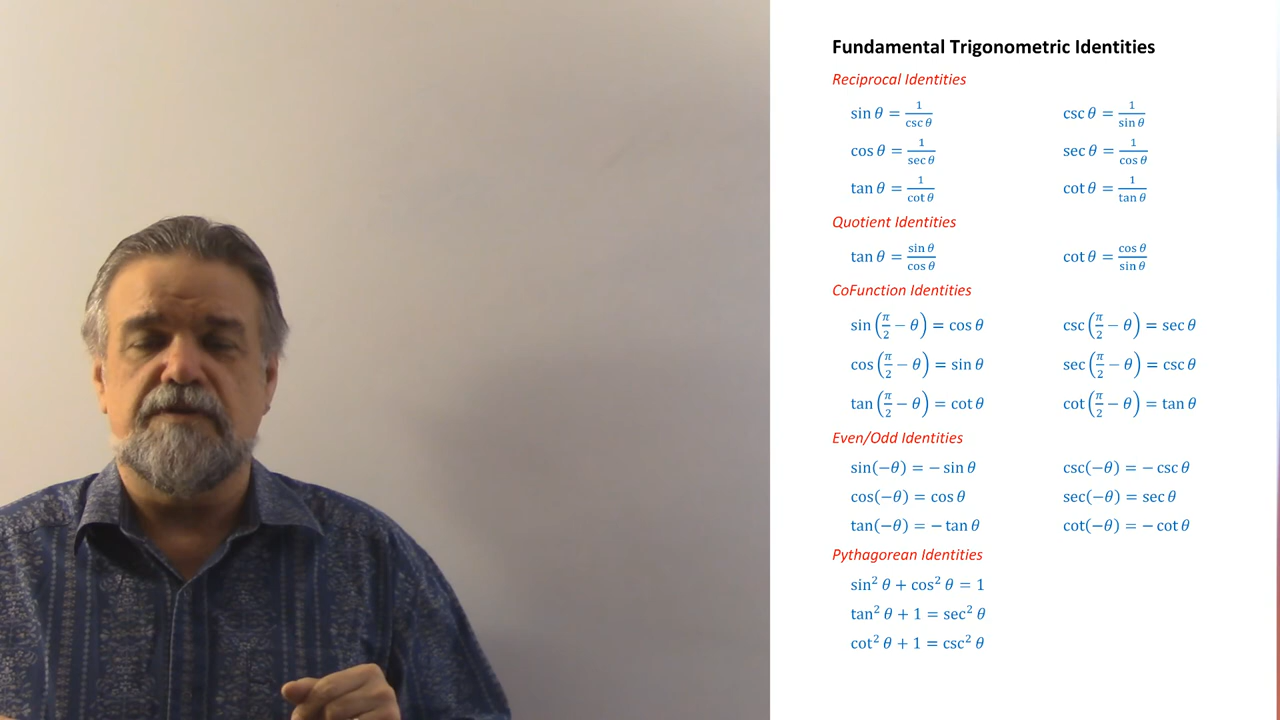 Fundamental Trigonometric Identities
Reciprocal Identities
sin θ = 1/csc θ    csc θ = 1/sin θ
cos θ = 1/sec θ    sec θ = 1/cos θ
tan θ = 1/cot θ    cot θ = 1/tan θ
Quotient Identities
tan θ = sin θ/cos θ    cot θ = cos θ/sin θ
CoFunction Identities
sin(π/2 − θ) = cos θ    csc(π/2 − θ) = sec θ
cos(π/2 − θ) = sin θ    sec(π/2 − θ) = csc θ
tan(π/2 − θ) = cot θ    cot(π/2 − θ) = tan θ
Even/Odd Identities
sin(−θ) = − sin θ    csc(−θ) = − csc θ
cos(−θ) = cos θ    sec(−θ) = sec θ
tan(−θ) = − tan θ    cot(−θ) = − cot θ
Pythagorean Identities
sin² θ + cos² θ = 1
tan² θ + 1 = sec² θ
cot² θ + 1 = csc² θ